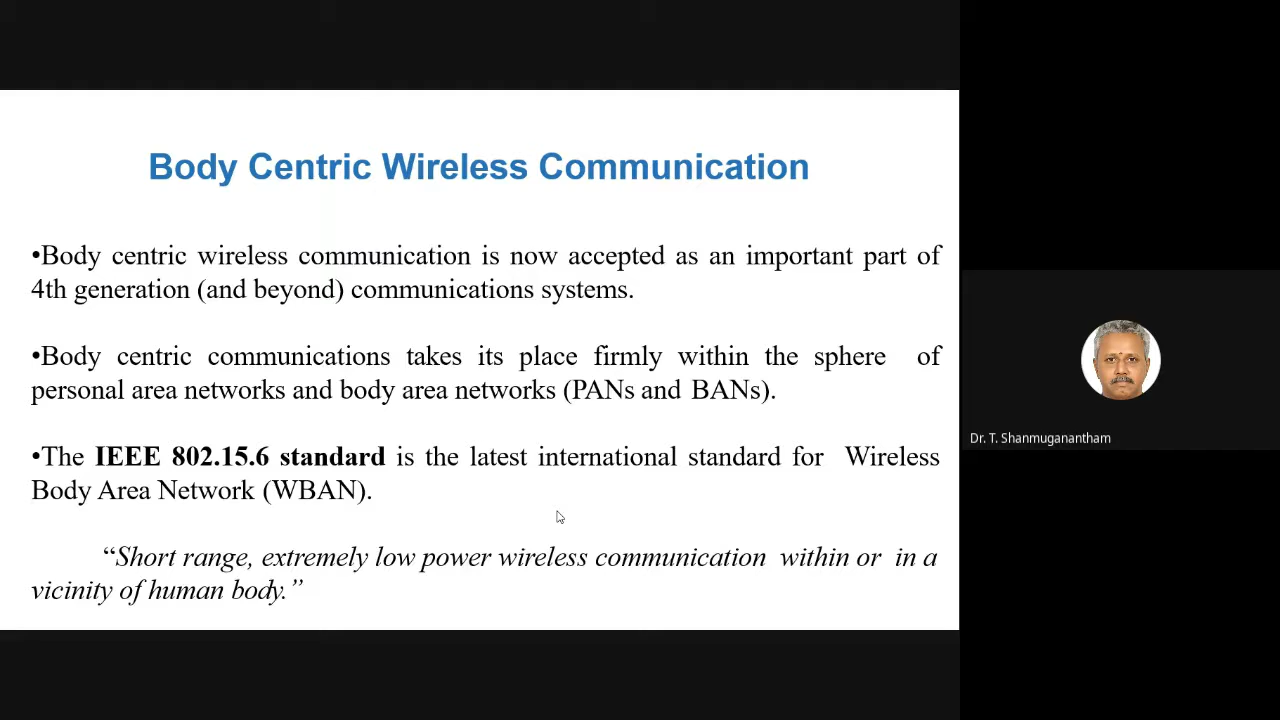 Body Centric Wireless Communication
•Body centric wireless communication is now accepted as an important part of
4th generation (and beyond) communications systems.
•Body centric communications takes its place firmly within the sphere of
personal area networks and body area networks (PANs and BANs).
•The IEEE 802.15.6 standard is the latest international standard for Wireless
Body Area Network (WBAN).
“Short range, extremely low power wireless communication within or in a
vicinity of human body.”
Dr. T. Shanmuganantham